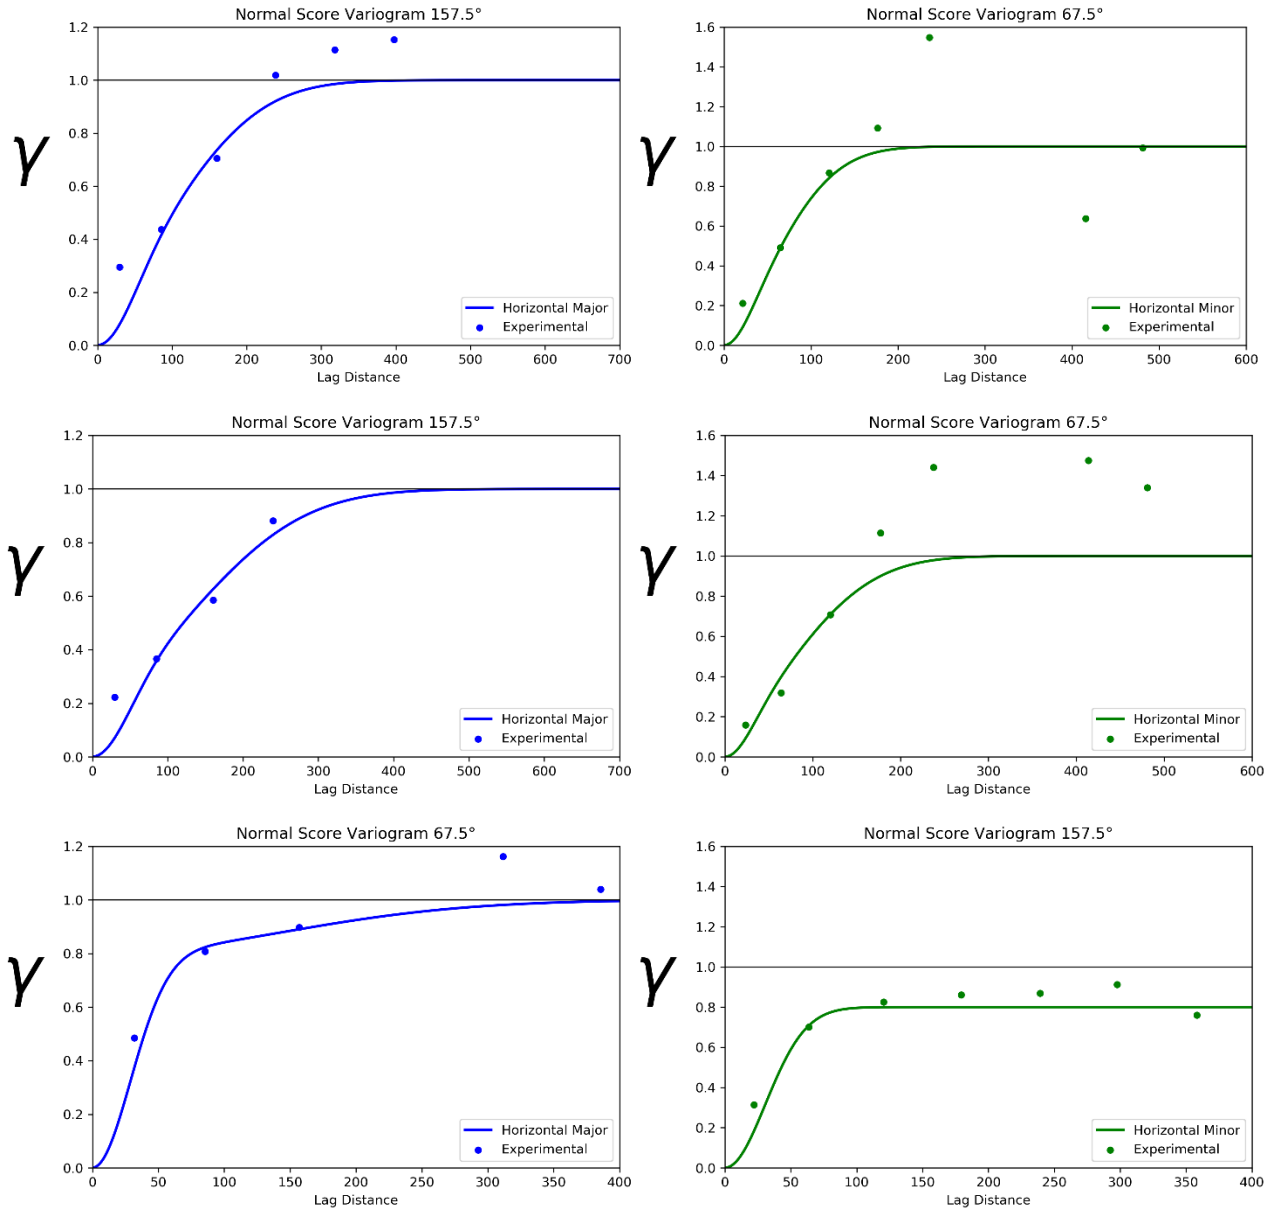 Normal Score Variogram 157.5°
1.2
1.0
0.8
0.6
0.4
0.2
0.0
γ
0 100 200 300 400 500 600 700
Lag Distance
Horizontal Major
Experimental
Normal Score Variogram 67.5°
1.6
1.4
1.2
1.0
0.8
0.6
0.4
0.2
0.0
γ
0 100 200 300 400 500 600
Lag Distance
Horizontal Minor
Experimental
Normal Score Variogram 157.5°
1.2
1.0
0.8
0.6
0.4
0.2
0.0
γ
0 100 200 300 400 500 600 700
Lag Distance
Horizontal Major
Experimental
Normal Score Variogram 67.5°
1.6
1.4
1.2
1.0
0.8
0.6
0.4
0.2
0.0
γ
0 100 200 300 400 500 600
Lag Distance
Horizontal Minor
Experimental
Normal Score Variogram 67.5°
1.2
1.0
0.8
0.6
0.4
0.2
0.0
γ
0 50 100 150 200 250 300 350 400
Lag Distance
Horizontal Major
Experimental
Normal Score Variogram 157.5°
1.6
1.4
1.2
1.0
0.8
0.6
0.4
0.2
0.0
γ
0 50 100 150 200 250 300 350 400
Lag Distance
Horizontal Minor
Experimental